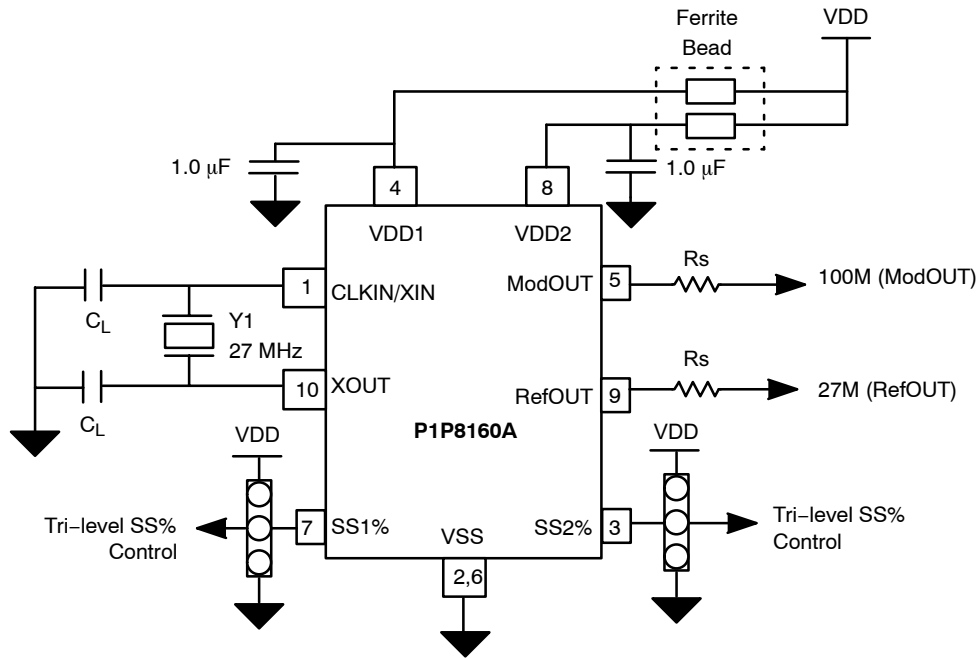 Ferrite
Bead
VDD
1.0 μF
1.0 μF
4
8
VDD1
VDD2
1
CLKIN/XIN
ModOUT
5
Rs
100M (ModOUT)
CL
Y1
27 MHz
10
XOUT
RefOUT
9
Rs
27M (RefOUT)
CL
P1P8160A
VDD
VDD
Tri−level SS%
Control
7
SS1%
VSS
SS2%
3
Tri−level SS%
Control
2,6